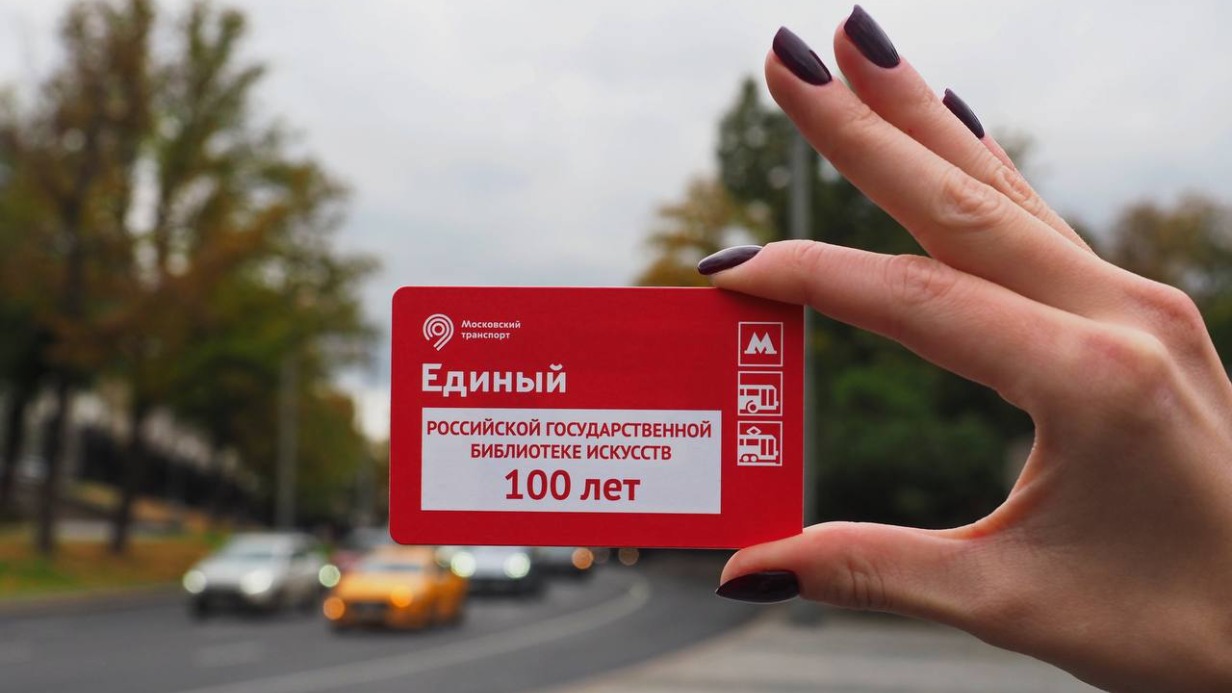 Московский
транспорт
Единый
РОССИЙСКОЙ ГОСУДАРСТВЕННОЙ
БИБЛИОТЕКЕ ИСКУССТВ
100 лет
М